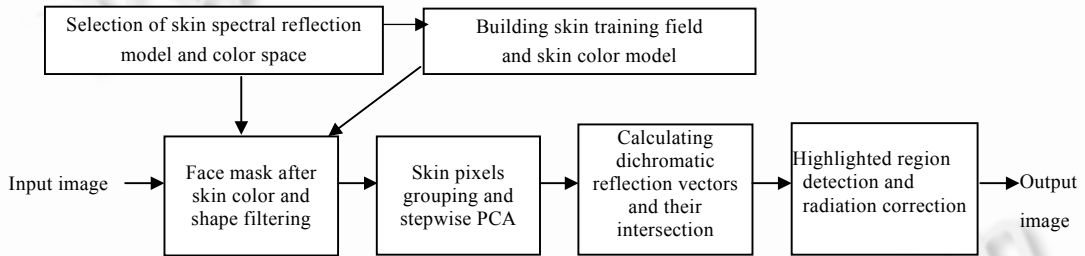 Selection of skin spectral reflection
model and color space
Building skin training field
and skin color model
Input image
Face mask after
skin color and
shape filtering
Skin pixels
grouping and
stepwise PCA
Calculating
dichromatic
reflection vectors
and their
intersection
Highlighted region
detection and
radiation correction
Output
image